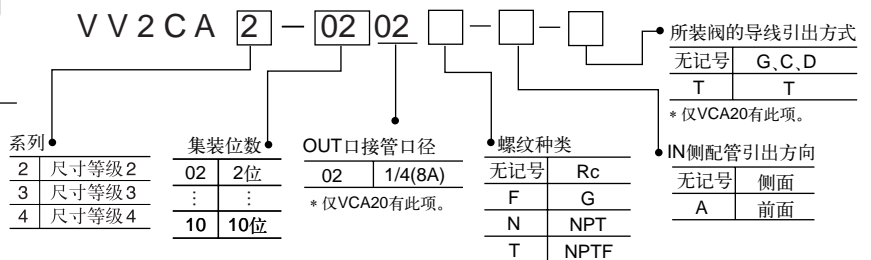 VV2CA 2 - 02 02 □ - □ - □
所装阀的导线引出方式
无记号 G、C、D
T T
* 仅VCA20有此项。
系列
2 尺寸等级2
3 尺寸等级3
4 尺寸等级4
集装位数
02 2位
⋮ ⋮
10 10位
OUT口接管口径
02 1/4(8A)
* 仅VCA20有此项。
螺纹种类
无记号 Rc
F G
N NPT
T NPTF
IN侧配管引出方向
无记号 侧面
A 前面